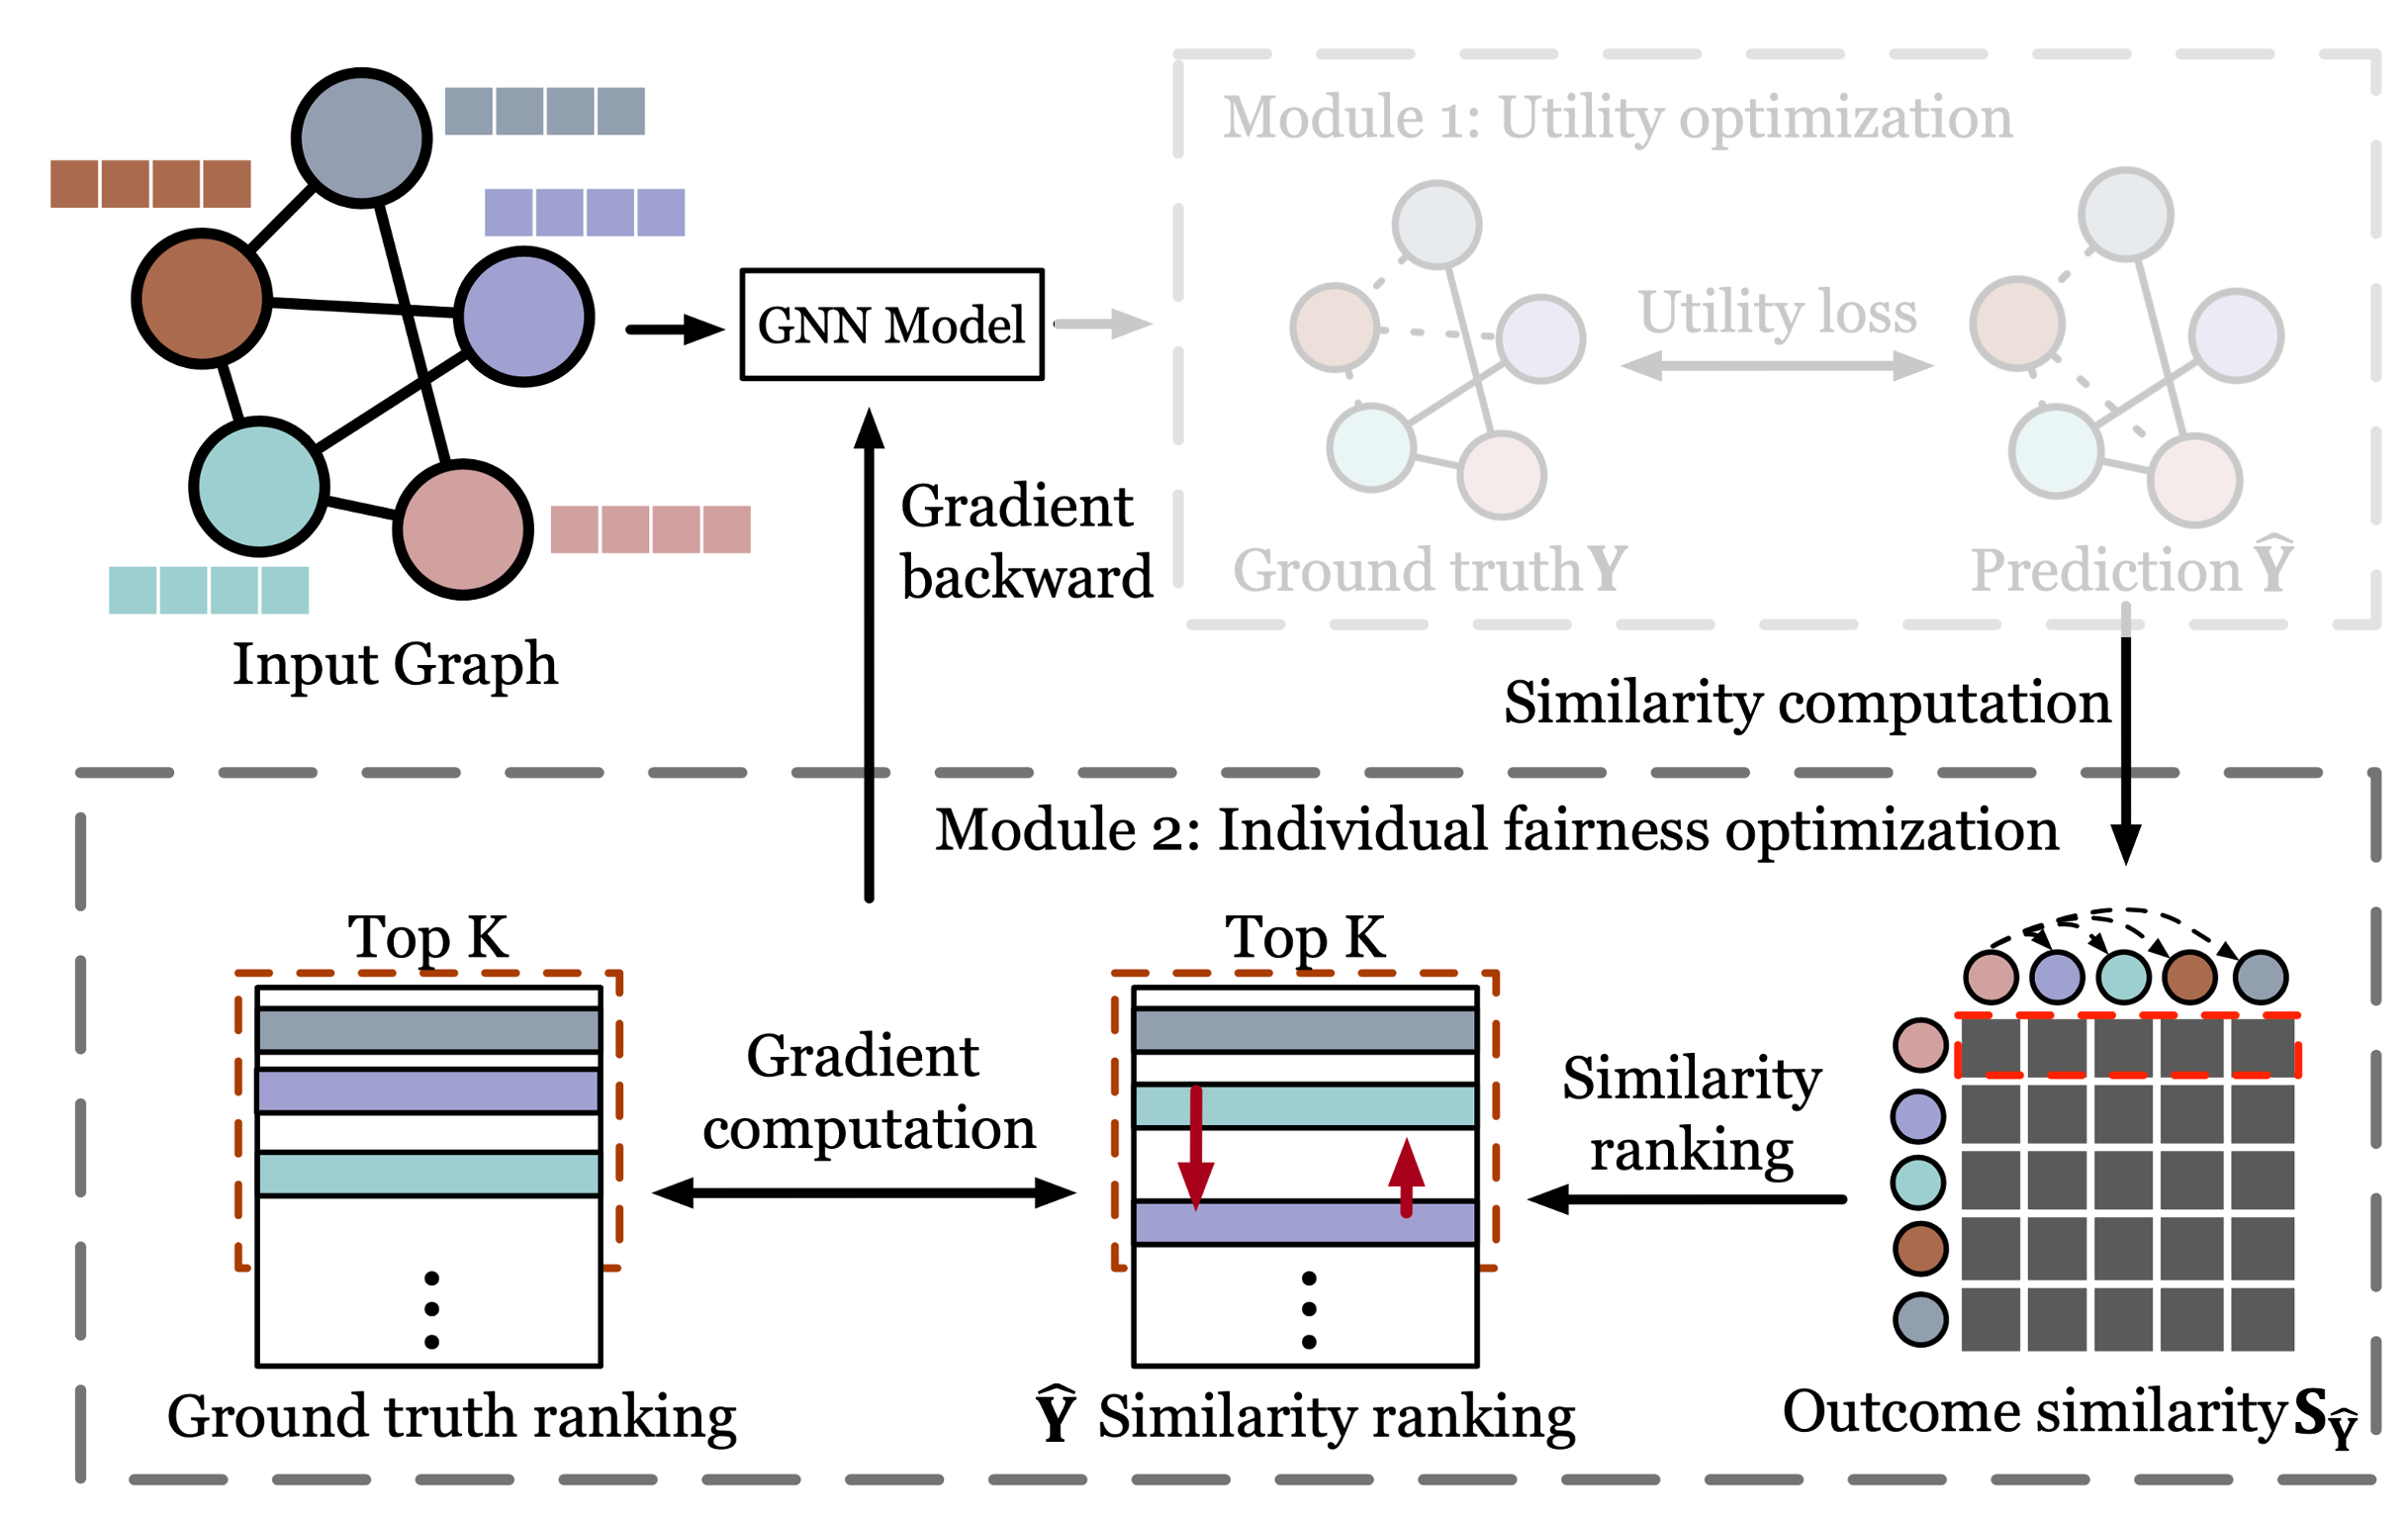 Module 1: Utility optimization
GNN Model
Utility loss
Gradient
backward
Ground truth Y
Prediction Ŷ
Input Graph
Similarity computation
Module 2: Individual fairness optimization
Top K
Top K
Gradient
computation
Similarity
ranking
Ground truth ranking
Ŷ Similarity ranking
Outcome similarity S_Ŷ